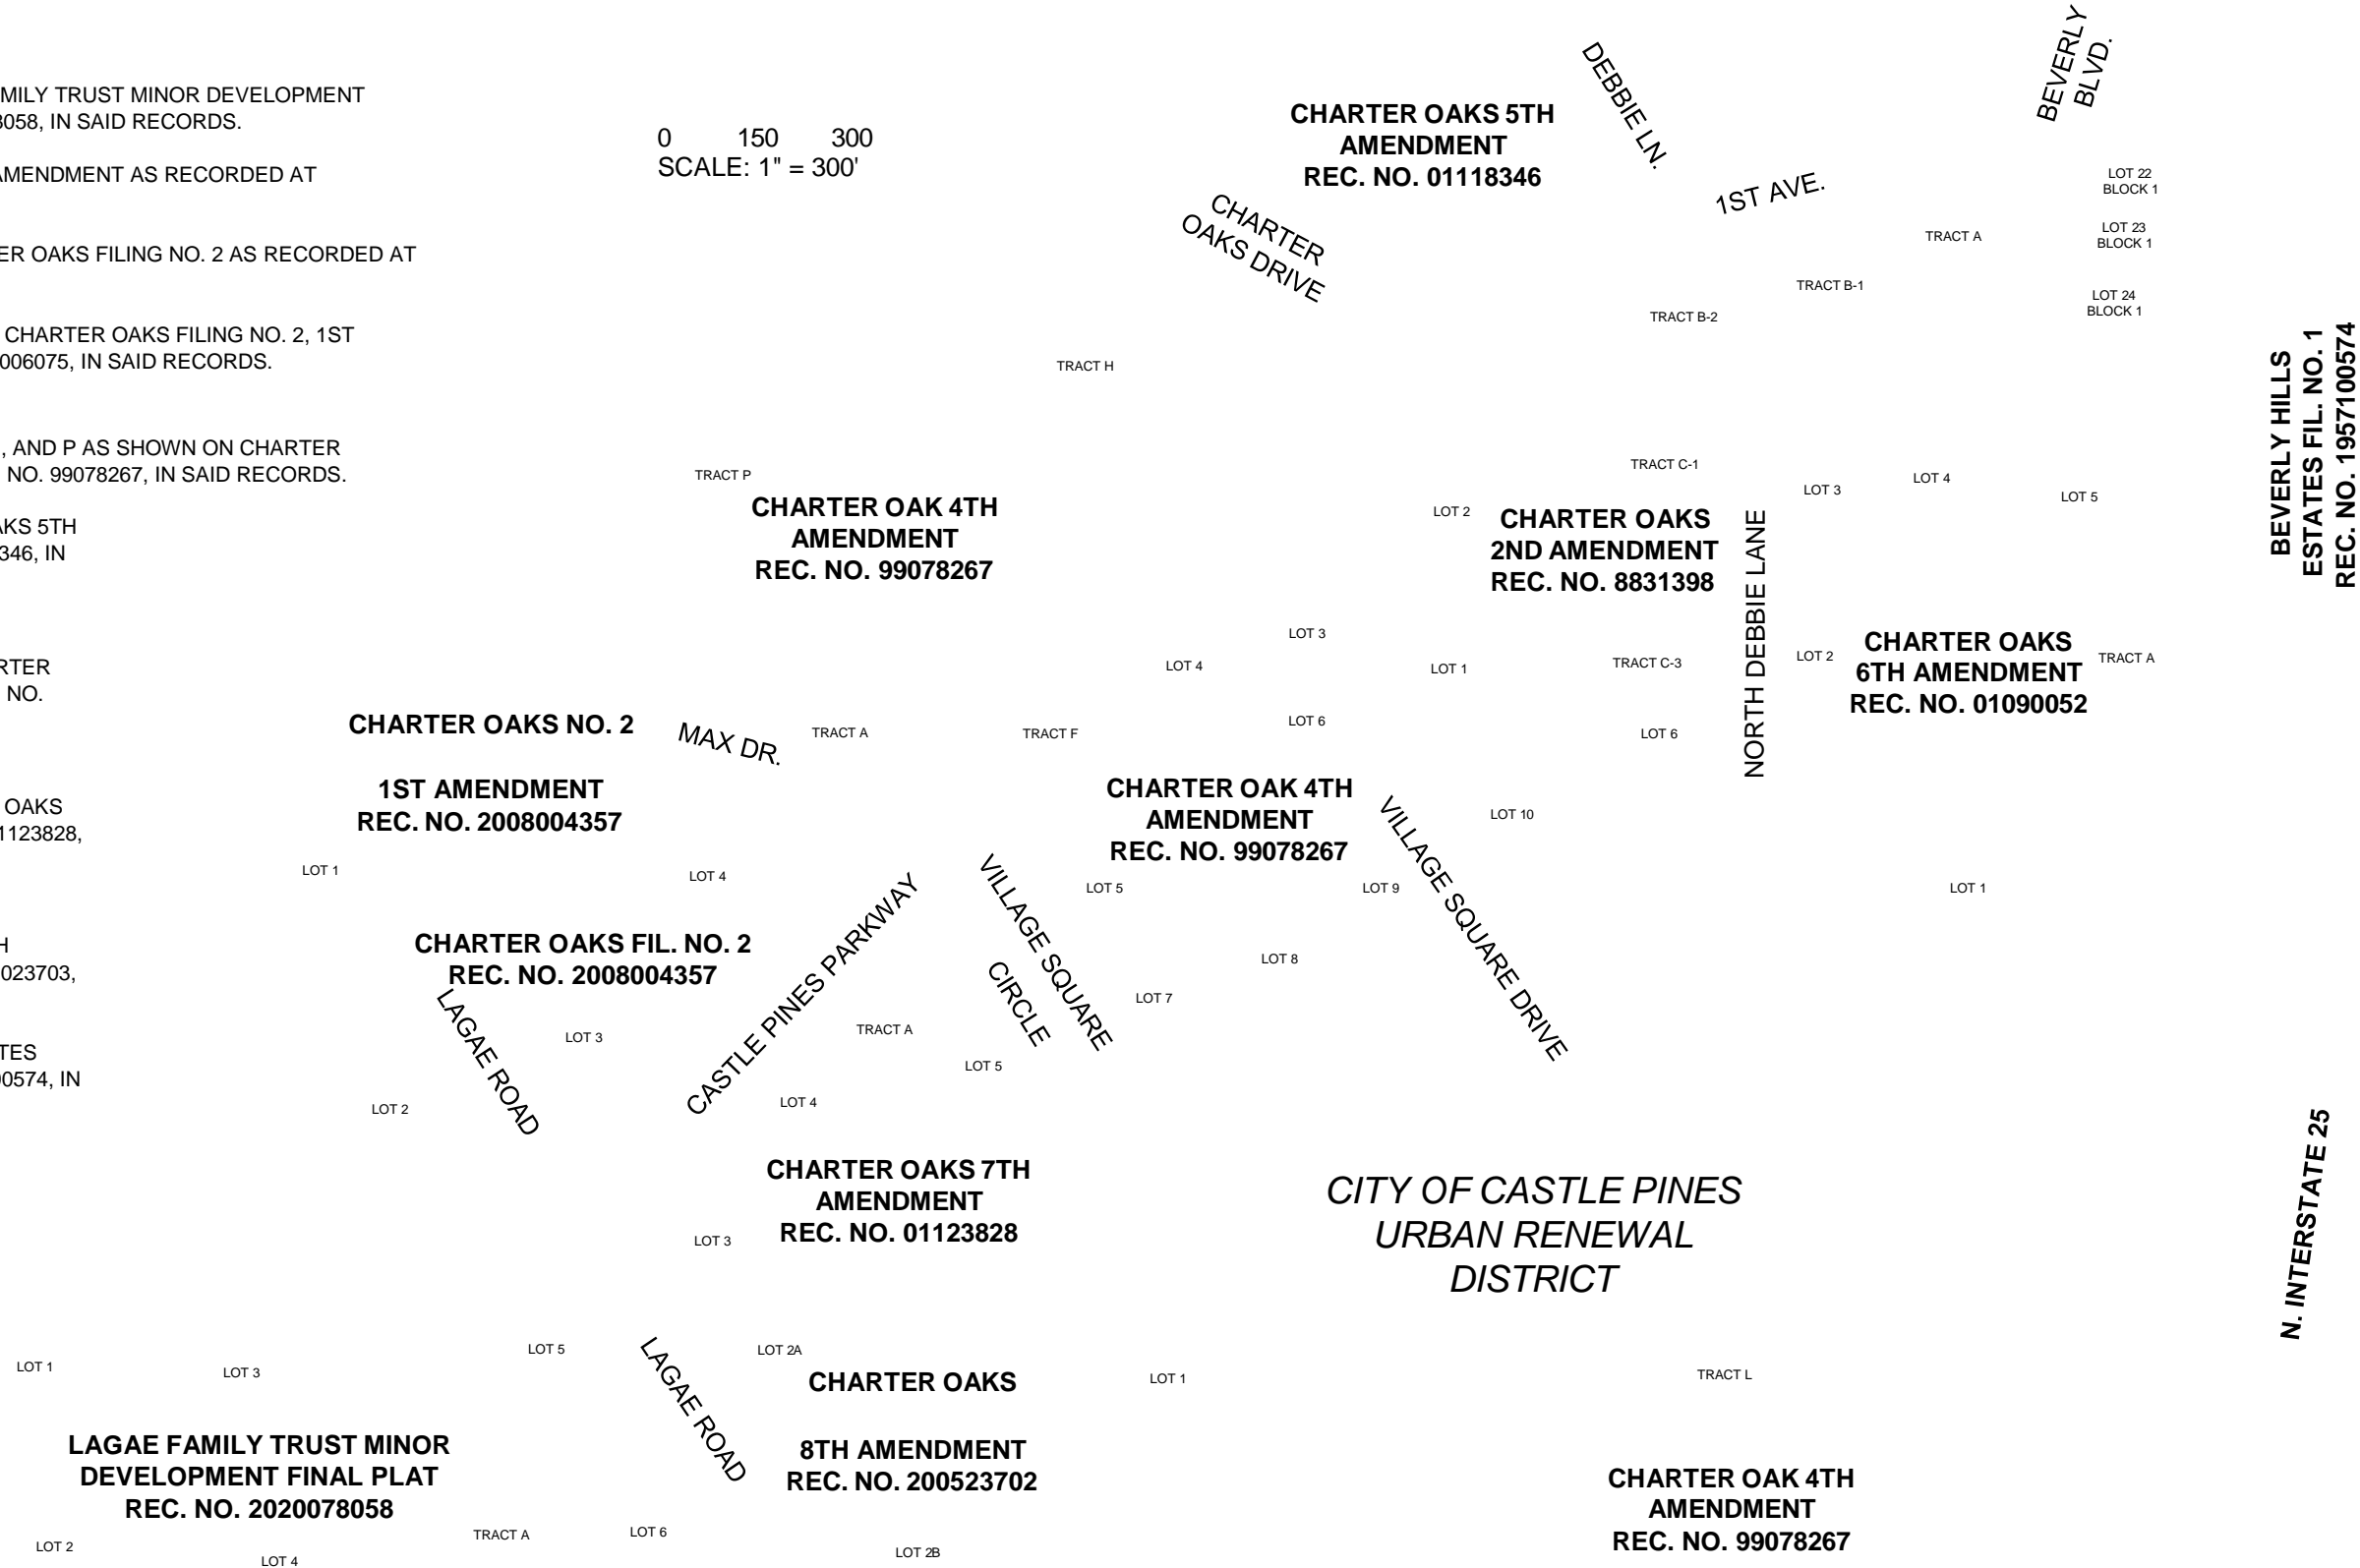 MILY TRUST MINOR DEVELOPMENT
8058, IN SAID RECORDS.
AMENDMENT AS RECORDED AT
ER OAKS FILING NO. 2 AS RECORDED AT
CHARTER OAKS FILING NO. 2, 1ST
006075, IN SAID RECORDS.
, AND P AS SHOWN ON CHARTER
NO. 99078267, IN SAID RECORDS.
AKS 5TH
346, IN
RTER
NO.
OAKS
1123828,
H
023703,
TES
00574, IN
0 150 300
SCALE: 1" = 300'
CHARTER OAKS 5TH
AMENDMENT
REC. NO. 01118346
DEBBIE LN.
BEVERLY
BLVD.
1ST AVE.
CHARTER
OAKS DRIVE
LOT 22
BLOCK 1
LOT 23
BLOCK 1
LOT 24
BLOCK 1
TRACT A
TRACT B-1
TRACT B-2
TRACT H
BEVERLY HILLS
ESTATES FIL. NO. 1
REC. NO. 1957100574
TRACT P
CHARTER OAK 4TH
AMENDMENT
REC. NO. 99078267
TRACT C-1
LOT 2
CHARTER OAKS
2ND AMENDMENT
REC. NO. 8831398
NORTH DEBBIE LANE
LOT 3
LOT 4
LOT 5
LOT 3
LOT 4
LOT 1
TRACT C-3
LOT 2
CHARTER OAKS
6TH AMENDMENT
REC. NO. 01090052
TRACT A
CHARTER OAKS NO. 2
1ST AMENDMENT
REC. NO. 2008004357
MAX DR.
TRACT A
TRACT F
LOT 6
LOT 6
CHARTER OAK 4TH
AMENDMENT
REC. NO. 99078267
VILLAGE SQUARE DRIVE
LOT 10
LOT 1
LOT 4
LOT 5
LOT 9
LOT 1
CHARTER OAKS FIL. NO. 2
REC. NO. 2008004357
CASTLE PINES PARKWAY
VILLAGE SQUARE
CIRCLE
LOT 8
LOT 7
LAGAE ROAD
LOT 3
TRACT A
LOT 5
LOT 2
LOT 4
CHARTER OAKS 7TH
AMENDMENT
REC. NO. 01123828
LOT 3
CITY OF CASTLE PINES
URBAN RENEWAL
DISTRICT
N. INTERSTATE 25
LOT 1
LOT 3
LOT 5
LAGAE ROAD
LOT 2A
CHARTER OAKS
8TH AMENDMENT
REC. NO. 200523702
LOT 1
TRACT L
LAGAE FAMILY TRUST MINOR
DEVELOPMENT FINAL PLAT
REC. NO. 2020078058
CHARTER OAK 4TH
AMENDMENT
REC. NO. 99078267
LOT 2
LOT 4
TRACT A
LOT 6
LOT 2B